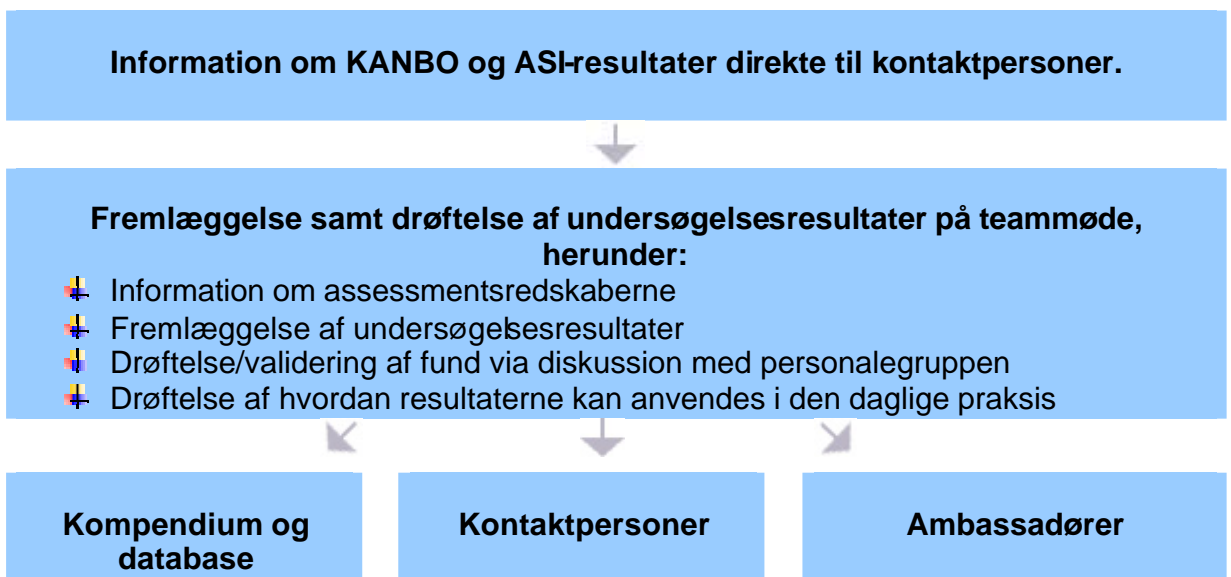 Information om KANBO og ASI-resultater direkte til kontaktpersoner.
Fremlæggelse samt drøftelse af undersøgelsesresultater på teammøde,
herunder:
Information om assessmentsredskaberne
Fremlæggelse af undersøgelsesresultater
Drøftelse/validering af fund via diskussion med personalegruppen
Drøftelse af hvordan resultaterne kan anvendes i den daglige praksis
Kompendium og
database
Kontaktpersoner
Ambassadører